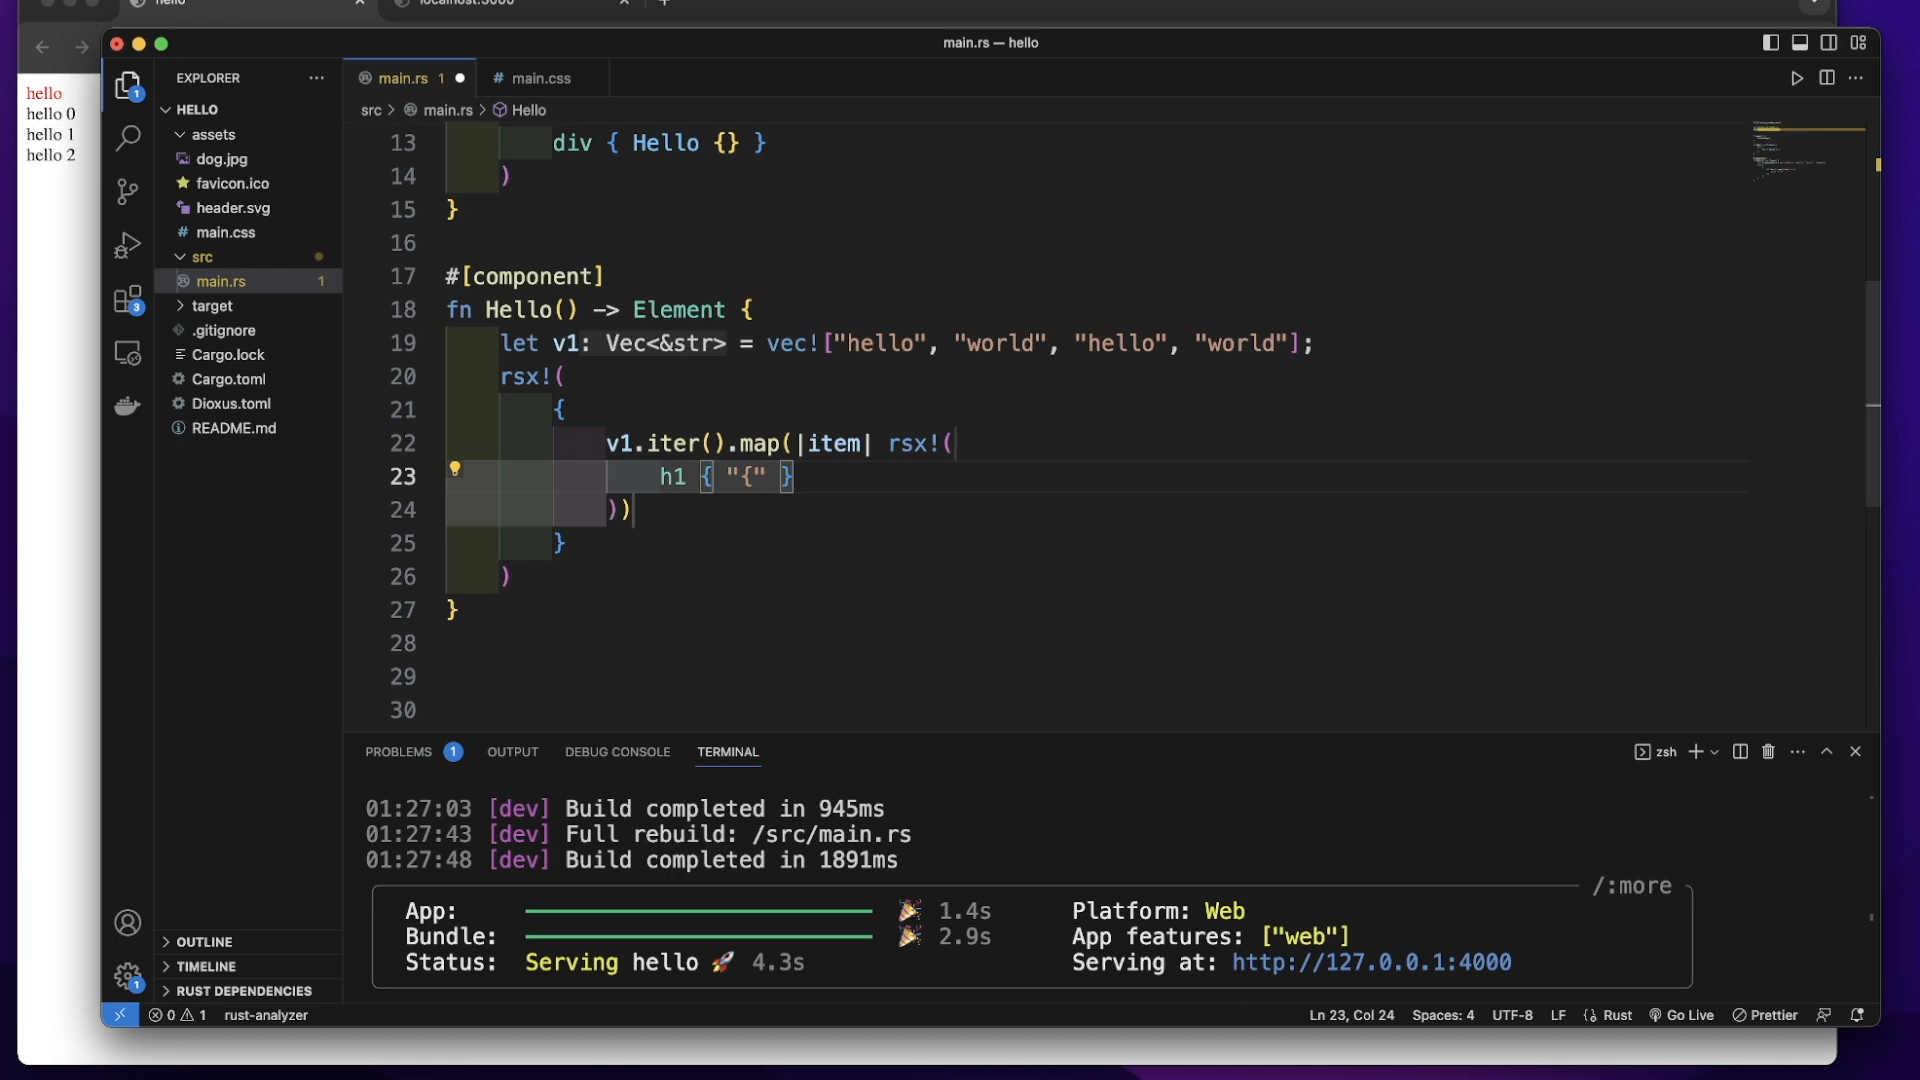 hello
localhost:3000
main.rs — hello
hello
hello 0
hello 1
hello 2
EXPLORER
HELLO
assets
dog.jpg
favicon.ico
header.svg
# main.css
src
main.rs 1
target
.gitignore
Cargo.lock
Cargo.toml
Dioxus.toml
README.md
OUTLINE
TIMELINE
RUST DEPENDENCIES
main.rs 1
# main.css
src > main.rs > Hello
13 div { Hello {} }
14 )
15 }
16
17 #[component]
18 fn Hello() -> Element {
19 let v1: Vec<&str> = vec!["hello", "world", "hello", "world"];
20 rsx!(
21 {
22 v1.iter().map(|item| rsx!(
23 h1 { "{" }
24 ))
25 }
26 )
27 }
28
29
30
PROBLEMS 1 OUTPUT DEBUG CONSOLE TERMINAL
zsh
01:27:03 [dev] Build completed in 945ms
01:27:43 [dev] Full rebuild: /src/main.rs
01:27:48 [dev] Build completed in 1891ms
/:more
App: 🎉 1.4s Platform: Web
Bundle: 🎉 2.9s App features: ["web"]
Status: Serving hello 🚀 4.3s Serving at: http://127.0.0.1:4000
0 1 rust-analyzer
Ln 23, Col 24 Spaces: 4 UTF-8 LF Rust Go Live Prettier
1
3
1